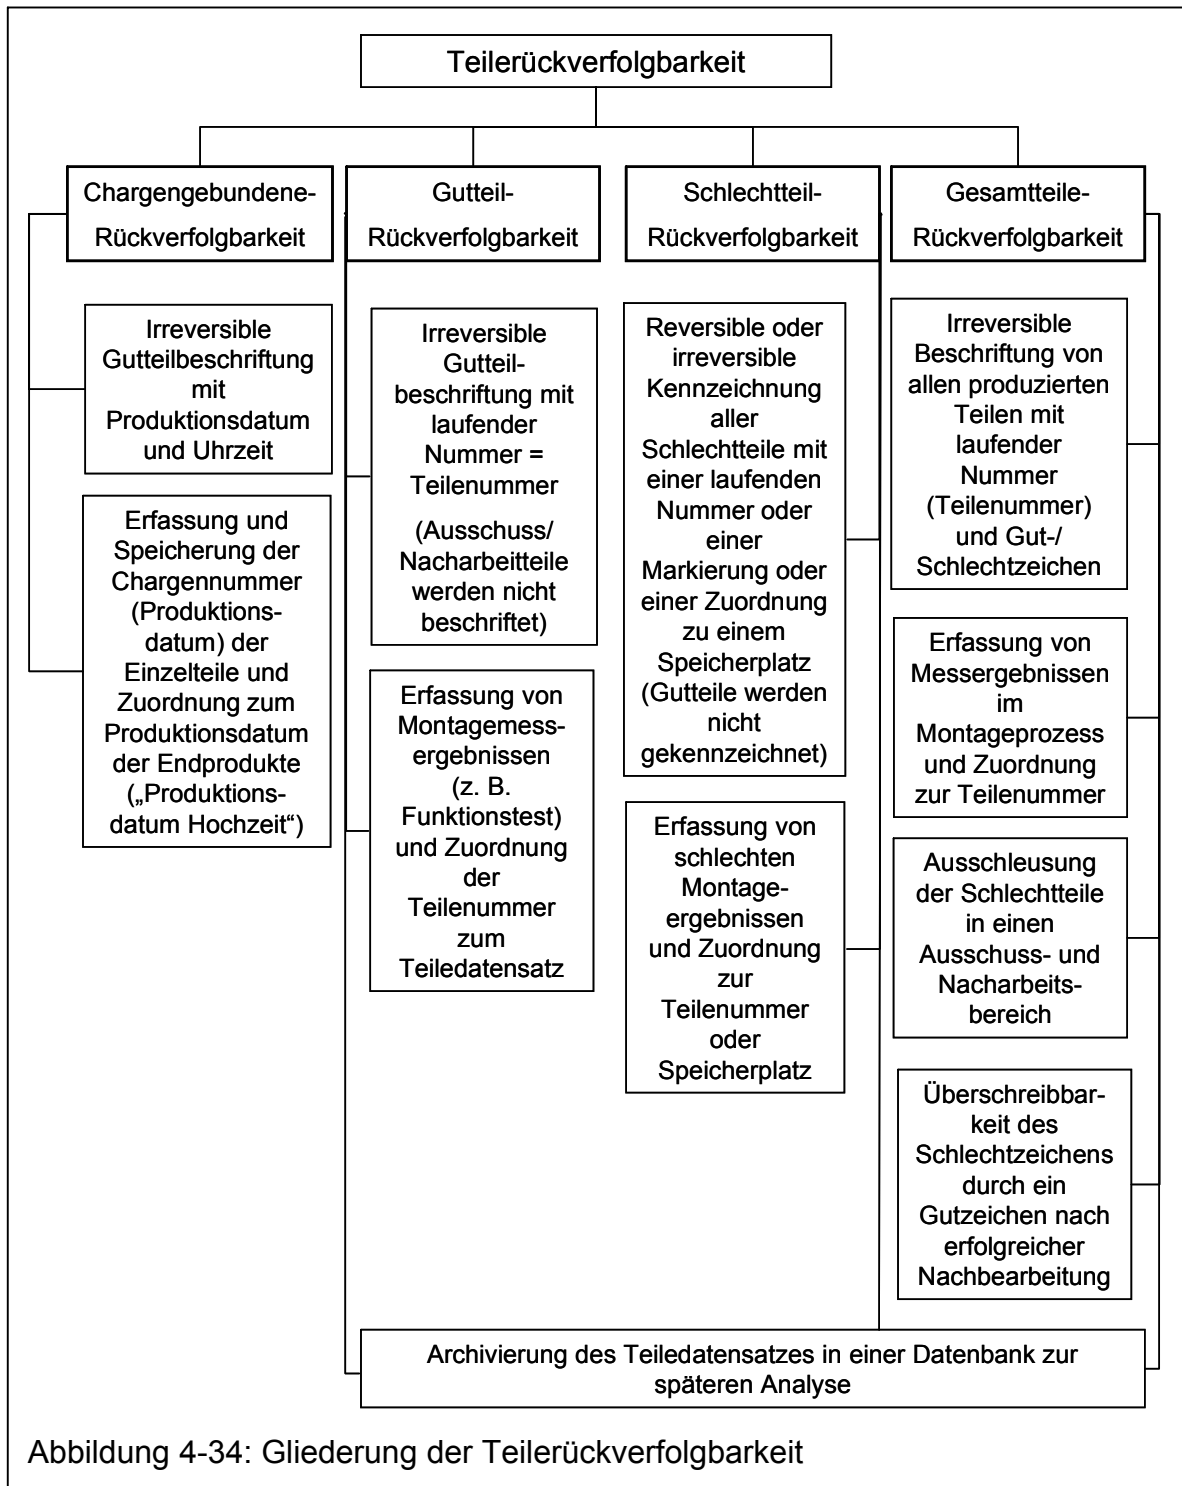 Teilerückverfolgbarkeit
Chargengebundene-
Rückverfolgbarkeit
Gutteil-
Rückverfolgbarkeit
Schlechtteil-
Rückverfolgbarkeit
Gesamtteile-
Rückverfolgbarkeit
Irreversible
Gutteilbeschriftung
mit
Produktionsdatum
und Uhrzeit
Erfassung und
Speicherung der
Chargennummer
(Produktions-
datum) der
Einzelteile und
Zuordnung zum
Produktionsdatum
der Endprodukte
(„Produktions-
datum Hochzeit“)
Irreversible
Gutteil-
beschriftung mit
laufender
Nummer =
Teilenummer
(Ausschuss/
Nacharbeitteile
werden nicht
beschriftet)
Erfassung von
Montagemess-
ergebnissen
(z. B.
Funktionstest)
und Zuordnung
der
Teilenummer
zum
Teiledatensatz
Reversible oder
irreversible
Kennzeichnung
aller
Schlechtteile mit
einer laufenden
Nummer oder
einer
Markierung oder
einer Zuordnung
zu einem
Speicherplatz
(Gutteile werden
nicht
gekennzeichnet)
Erfassung von
schlechten
Montage-
ergebnissen
und Zuordnung
zur
Teilenummer
oder
Speicherplatz
Irreversible
Beschriftung von
allen produzierten
Teilen mit
laufender
Nummer
(Teilenummer)
und Gut-/
Schlechtzeichen
Erfassung von
Messergebnissen
im
Montageprozess
und Zuordnung
zur Teilenummer
Ausschleusung
der Schlechtteile
in einen
Ausschuss- und
Nacharbeits-
bereich
Überschreibbar-
keit des
Schlechtzeichens
durch ein
Gutzeichen nach
erfolgreicher
Nachbearbeitung
Archivierung des Teiledatensatzes in einer Datenbank zur
späteren Analyse
Abbildung 4-34: Gliederung der Teilerückverfolgbarkeit